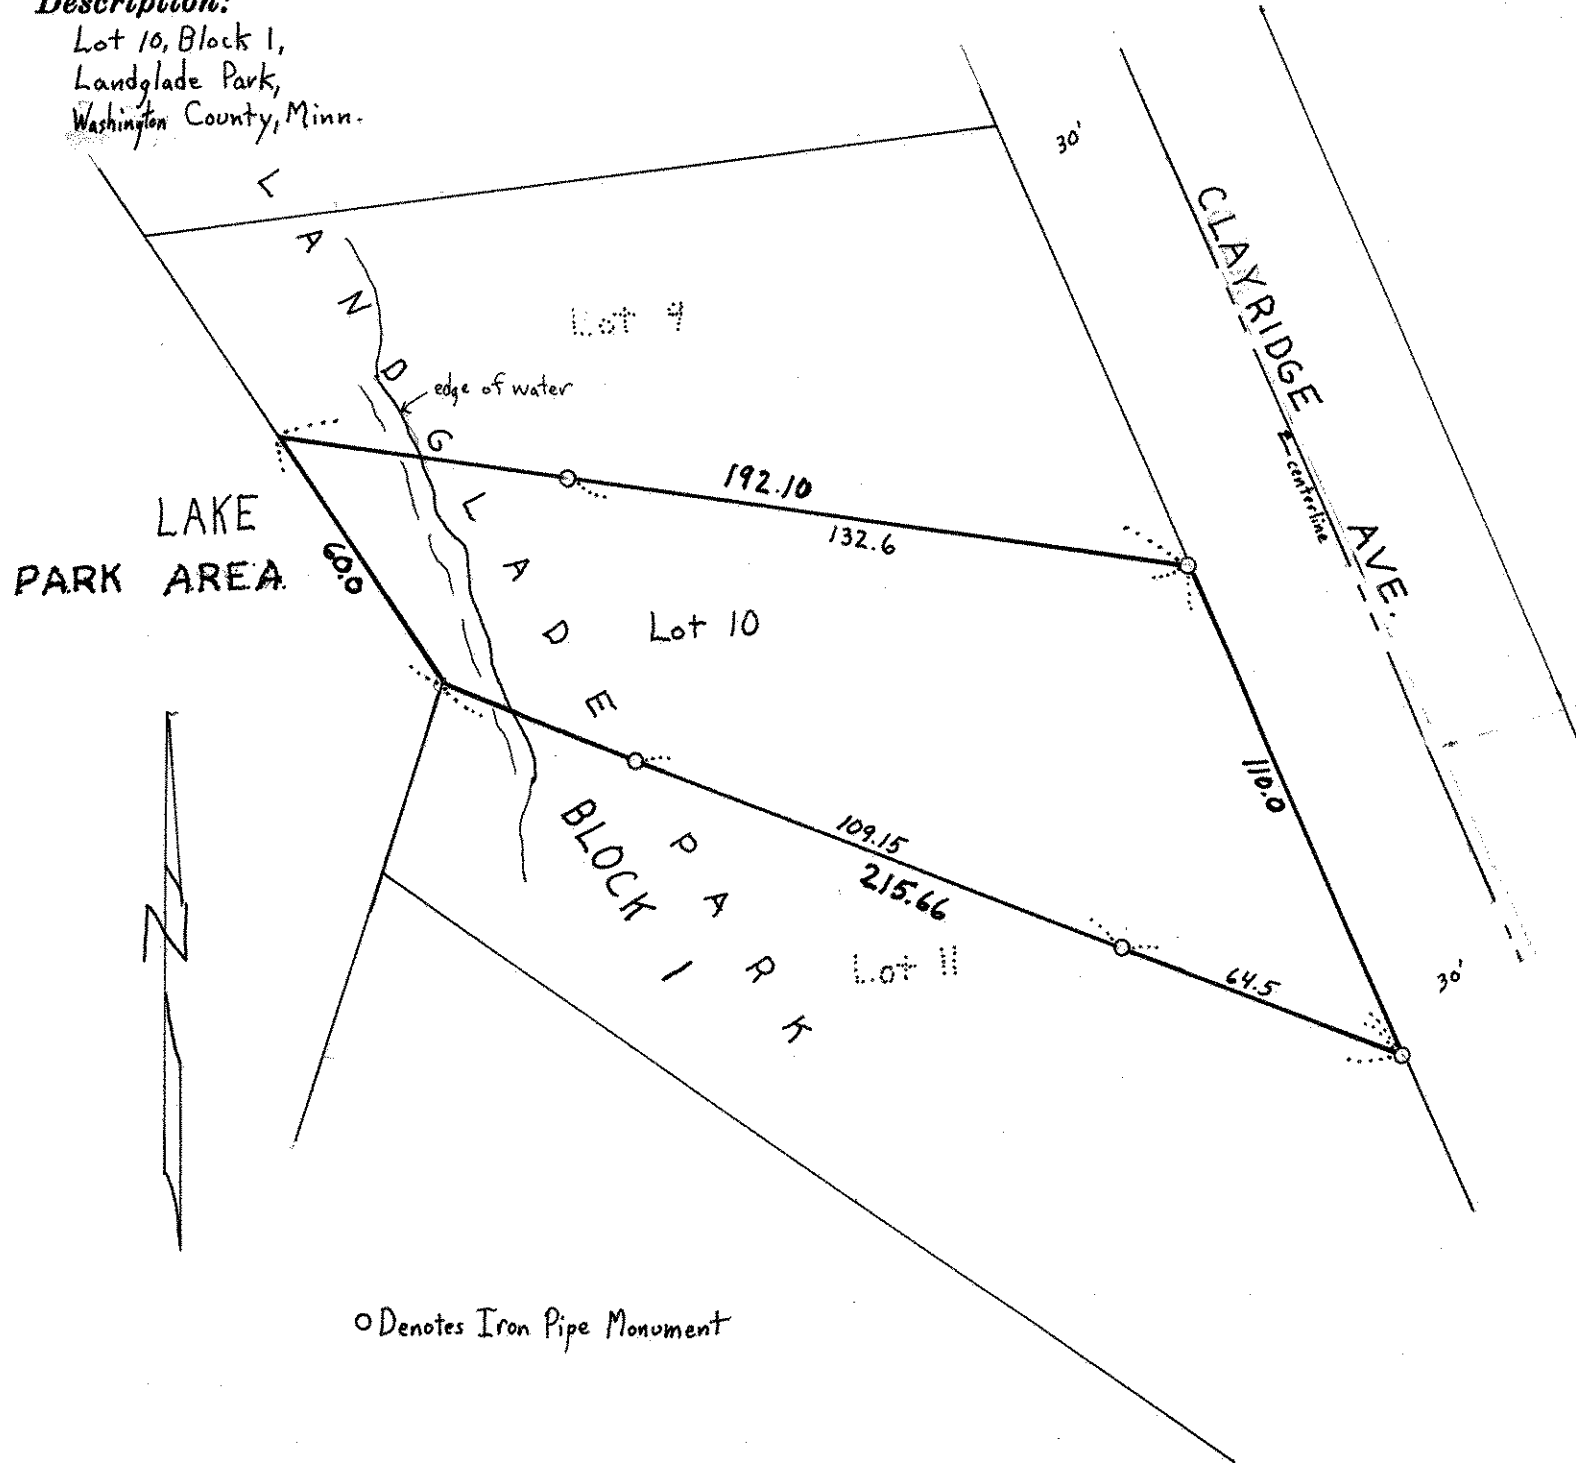 Description:
Lot 10, Block 1,
Landglade Park,
Washington County, Minn.
30'
CLAYRIDGE AVE.
centerline
LANDGLADE PARK
Lot 9
edge of water
LAKE
PARK AREA
60.0
192.10
132.6
Lot 10
110.0
BLOCK 1
109.15
215.66
Lot 11
64.5
30'
N
O Denotes Iron Pipe Monument